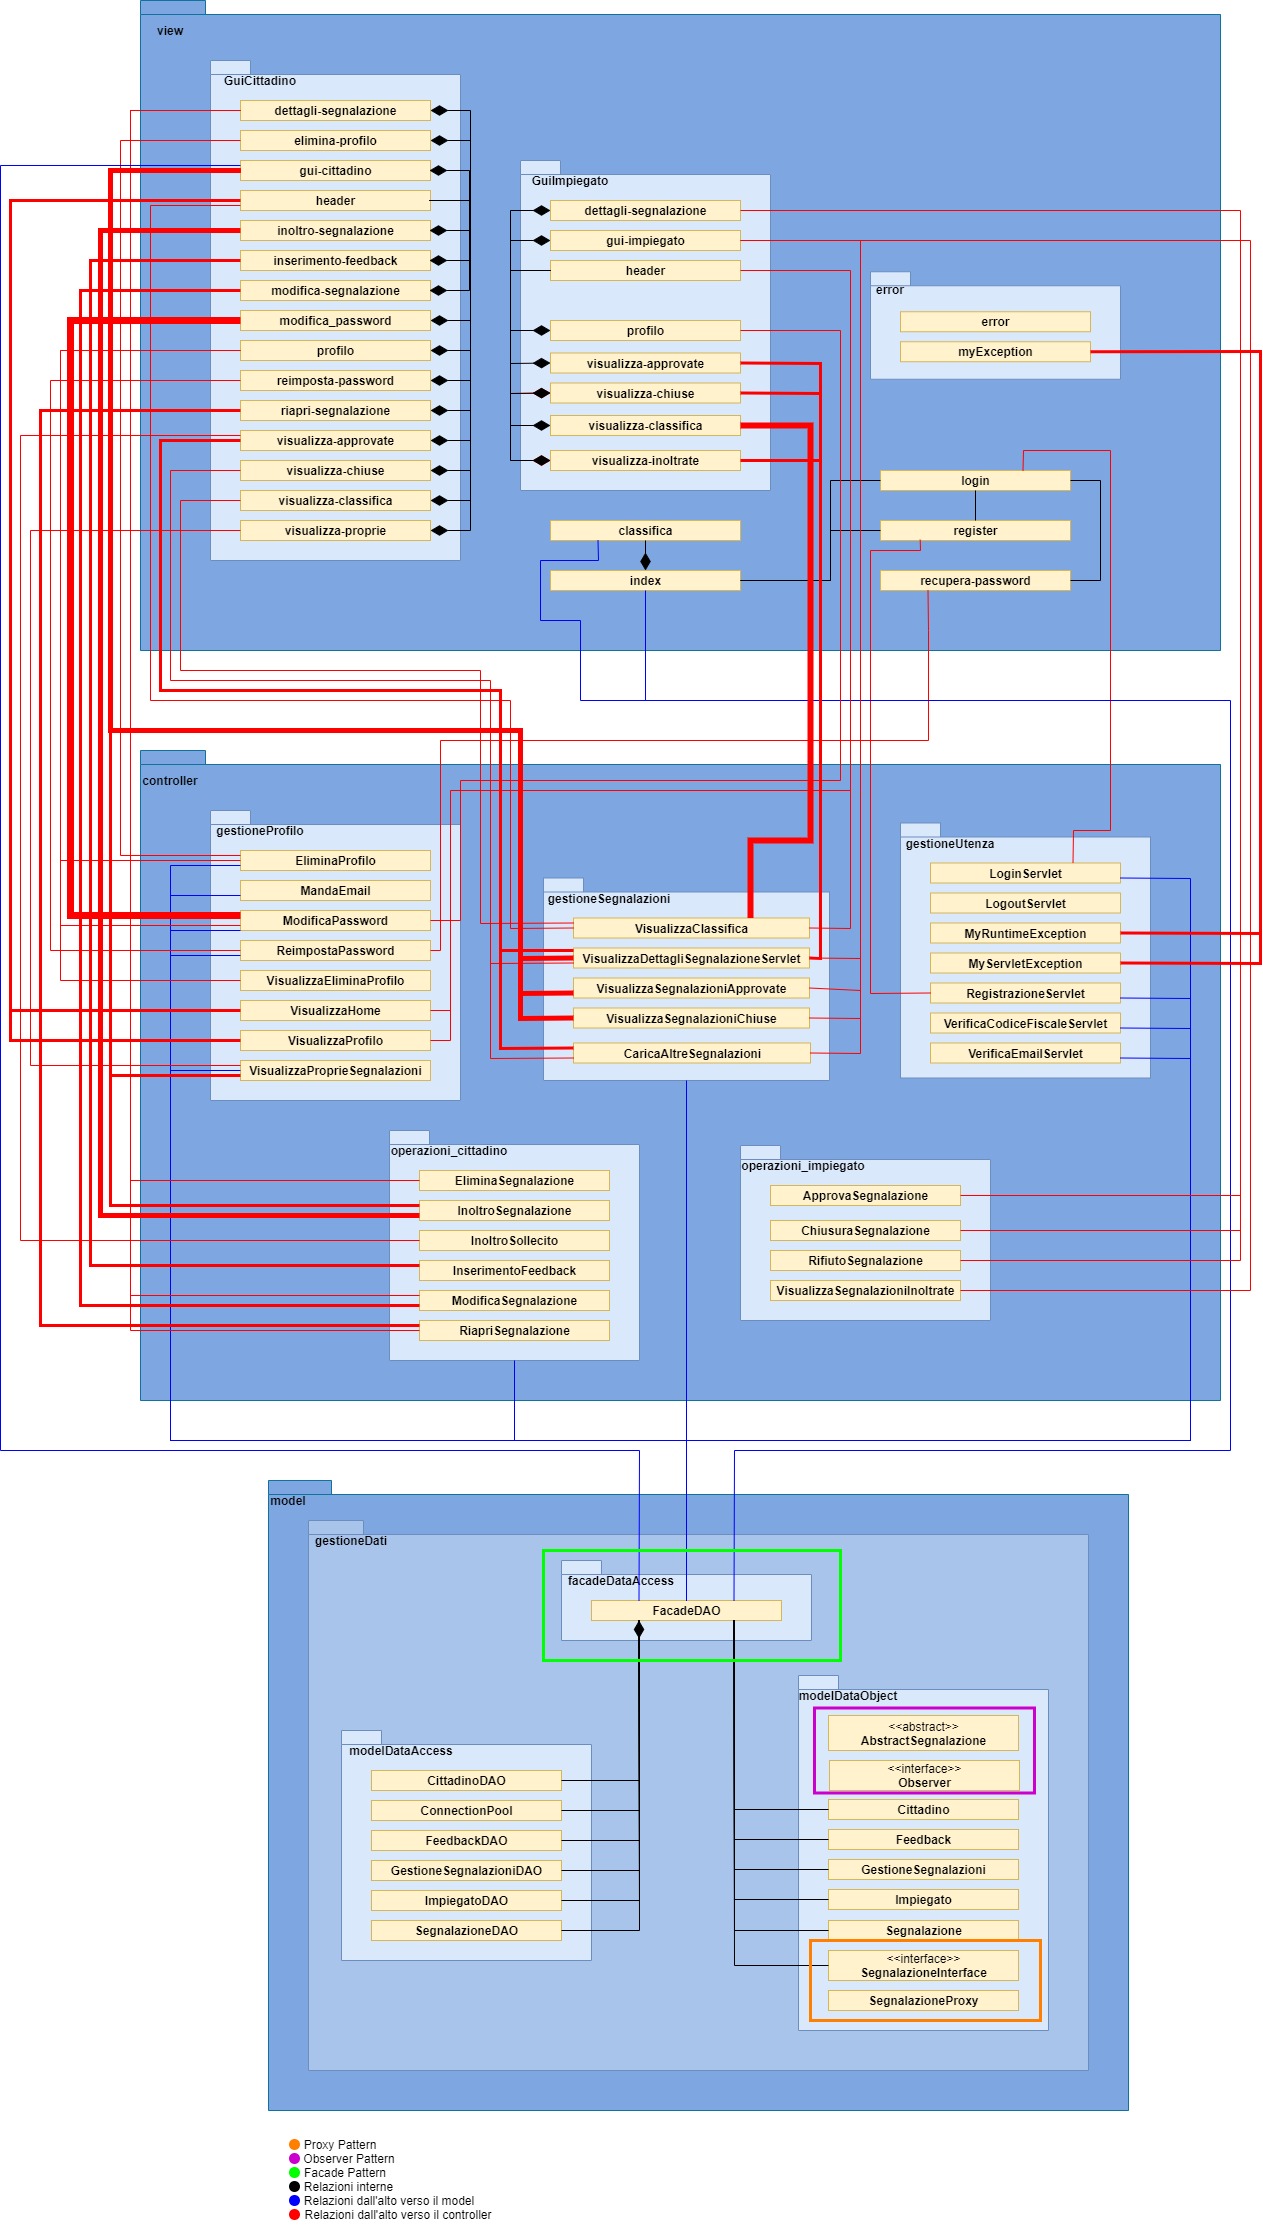 view
GuiCittadino
dettagli-segnalazione
elimina-profilo
gui-cittadino
header
inoltro-segnalazione
inserimento-feedback
modifica-segnalazione
modifica_password
profilo
reimposta-password
riapri-segnalazione
visualizza-approvate
visualizza-chiuse
visualizza-classifica
visualizza-proprie
GuiImpiegato
dettagli-segnalazione
gui-impiegato
header
profilo
visualizza-approvate
visualizza-chiuse
visualizza-classifica
visualizza-inoltrate
error
error
myException
classifica
index
login
register
recupera-password
controller
gestioneProfilo
EliminaProfilo
MandaEmail
ModificaPassword
ReimpostaPassword
VisualizzaEliminaProfilo
VisualizzaHome
VisualizzaProfilo
VisualizzaProprieSegnalazioni
gestioneSegnalazioni
VisualizzaClassifica
VisualizzaDettagliSegnalazioneServlet
VisualizzaSegnalazioniApprovate
VisualizzaSegnalazioniChiuse
CaricaAltreSegnalazioni
gestioneUtenza
LoginServlet
LogoutServlet
MyRuntimeException
MyServletException
RegistrazioneServlet
VerificaCodiceFiscaleServlet
VerificaEmailServlet
operazioni_cittadino
EliminaSegnalazione
InoltroSegnalazione
InoltroSollecito
InserimentoFeedback
ModificaSegnalazione
RiapriSegnalazione
operazioni_impiegato
ApprovaSegnalazione
ChiusuraSegnalazione
RifiutoSegnalazione
VisualizzaSegnalazioniInoltrate
model
gestioneDati
facadeDataAccess
FacadeDAO
modelDataAccess
CittadinoDAO
ConnectionPool
FeedbackDAO
GestioneSegnalazioniDAO
ImpiegatoDAO
SegnalazioneDAO
modelDataObject
<<abstract>>
AbstractSegnalazione
<<interface>>
Observer
Cittadino
Feedback
GestioneSegnalazioni
Impiegato
Segnalazione
<<interface>>
SegnalazioneInterface
SegnalazioneProxy
Proxy Pattern
Observer Pattern
Facade Pattern
Relazioni interne
Relazioni dall'alto verso il model
Relazioni dall'alto verso il controller